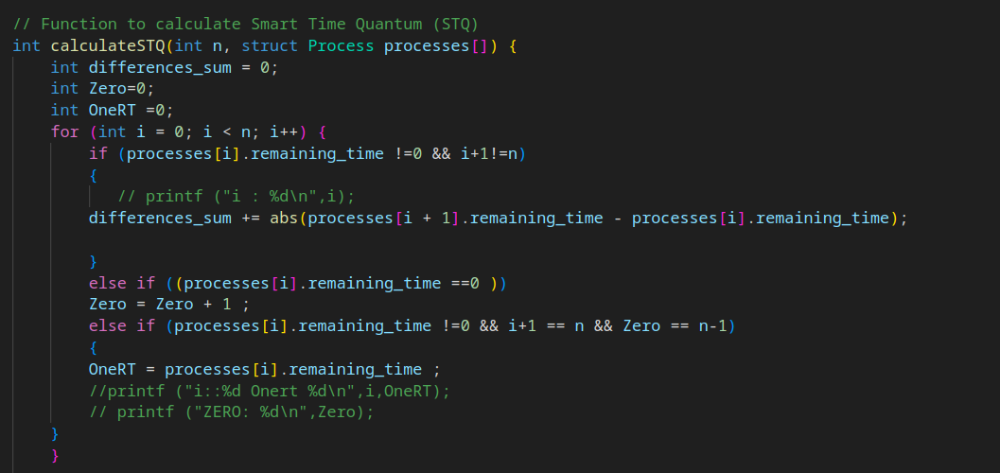 // Function to calculate Smart Time Quantum (STQ)
int calculateSTQ(int n, struct Process processes[]) {
    int differences_sum = 0;
    int Zero=0;
    int OneRT =0;
    for (int i = 0; i < n; i++) {
        if (processes[i].remaining_time !=0 && i+1!=n)
        {
           // printf ("i : %d\n",i);
        differences_sum += abs(processes[i + 1].remaining_time - processes[i].remaining_time);

        }
        else if ((processes[i].remaining_time ==0 ))
        Zero = Zero + 1 ;
        else if (processes[i].remaining_time !=0 && i+1 == n && Zero == n-1)
        {
        OneRT = processes[i].remaining_time ;
        //printf ("i::%d Onert %d\n",i,OneRT);
        // printf ("ZERO: %d\n",Zero);
    }
    }